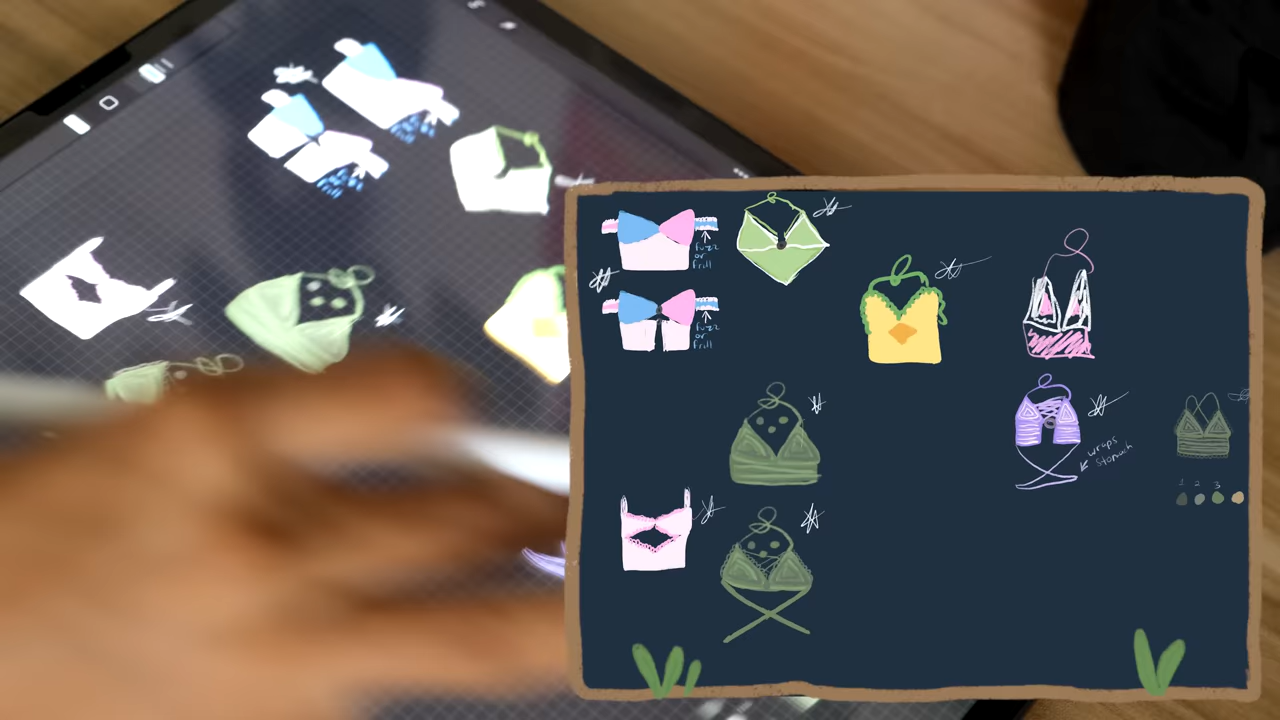 fuzz
or
frill
fuzz
or
frill
wraps
stomach
1 2 3